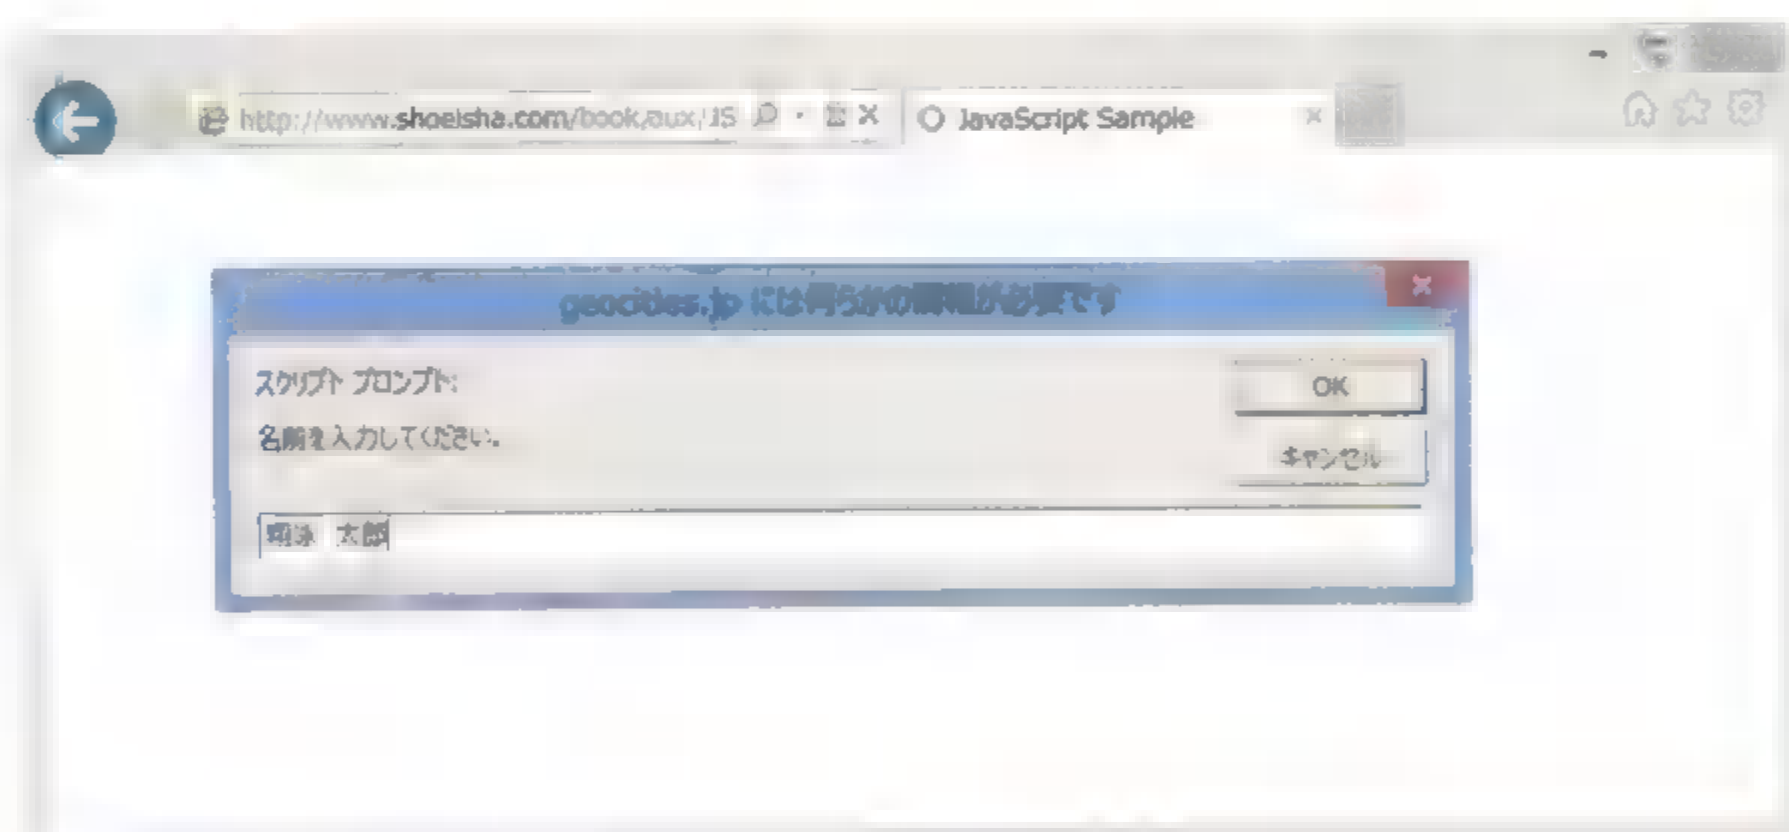 http://www.shoeisha.com/book/aux/JS
JavaScript Sample
geocities.jp には何らかの情報が必要です
スクリプト プロンプト:
OK
名前を入力してください。
キャンセル
太郎